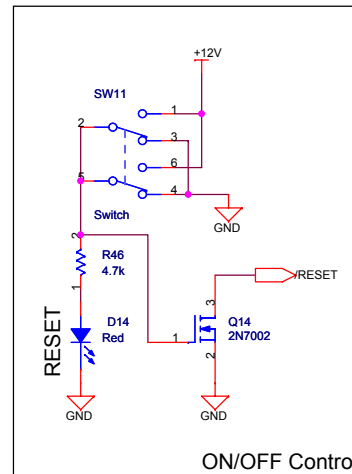 +12V
SW11
1
2
3
6
5
4
Switch
GND
2
R46
4.7k
/RESET
1
3
D14
Red
RESET
Q14
2N7002
1
2
GND
GND
ON/OFF Contro